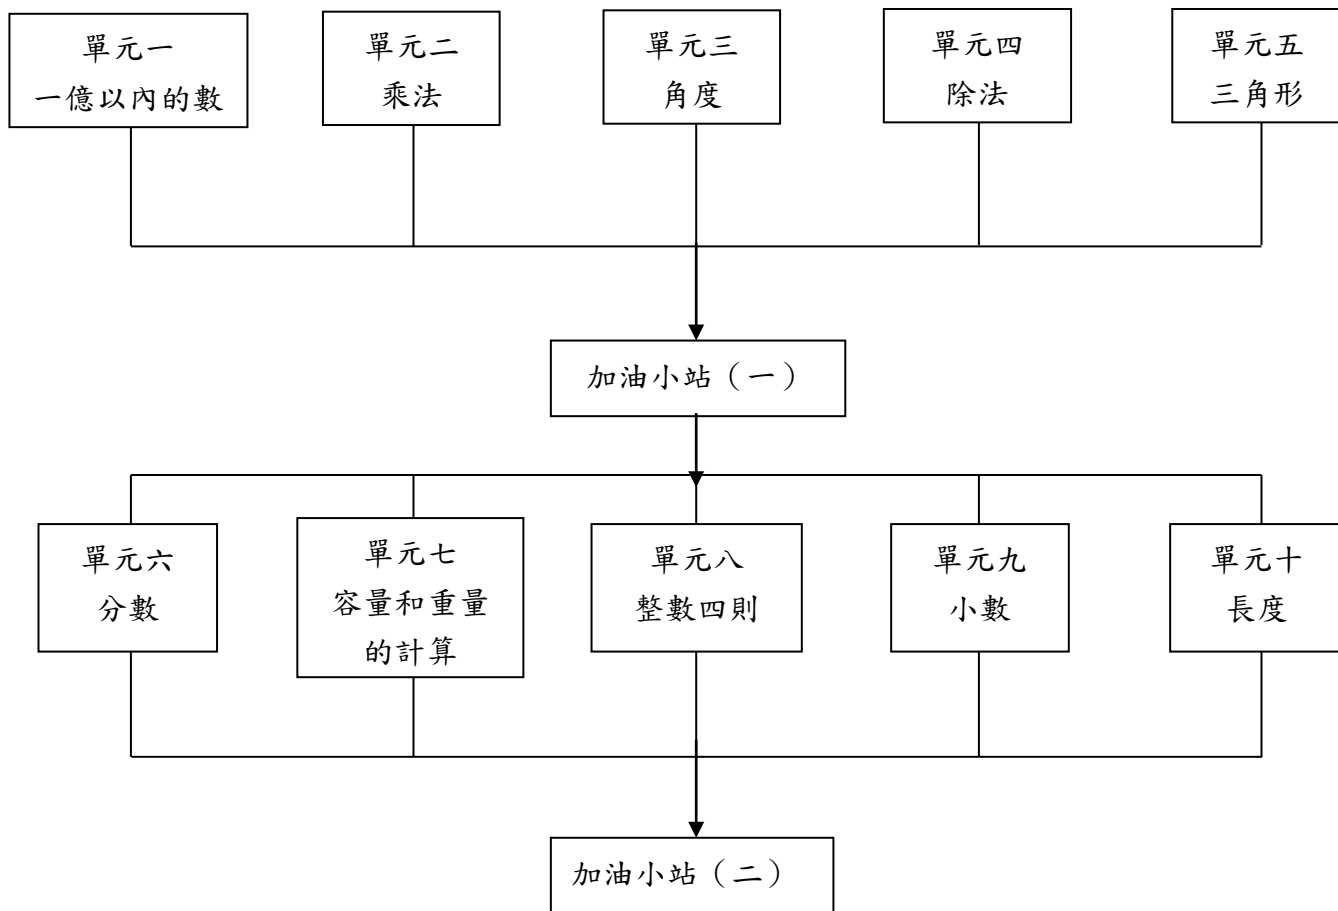 單元一
一億以內的數
單元二
乘法
單元三
角度
單元四
除法
單元五
三角形
加油小站（一）
單元六
分數
單元七
容量和重量
的計算
單元八
整數四則
單元九
小數
單元十
長度
加油小站（二）